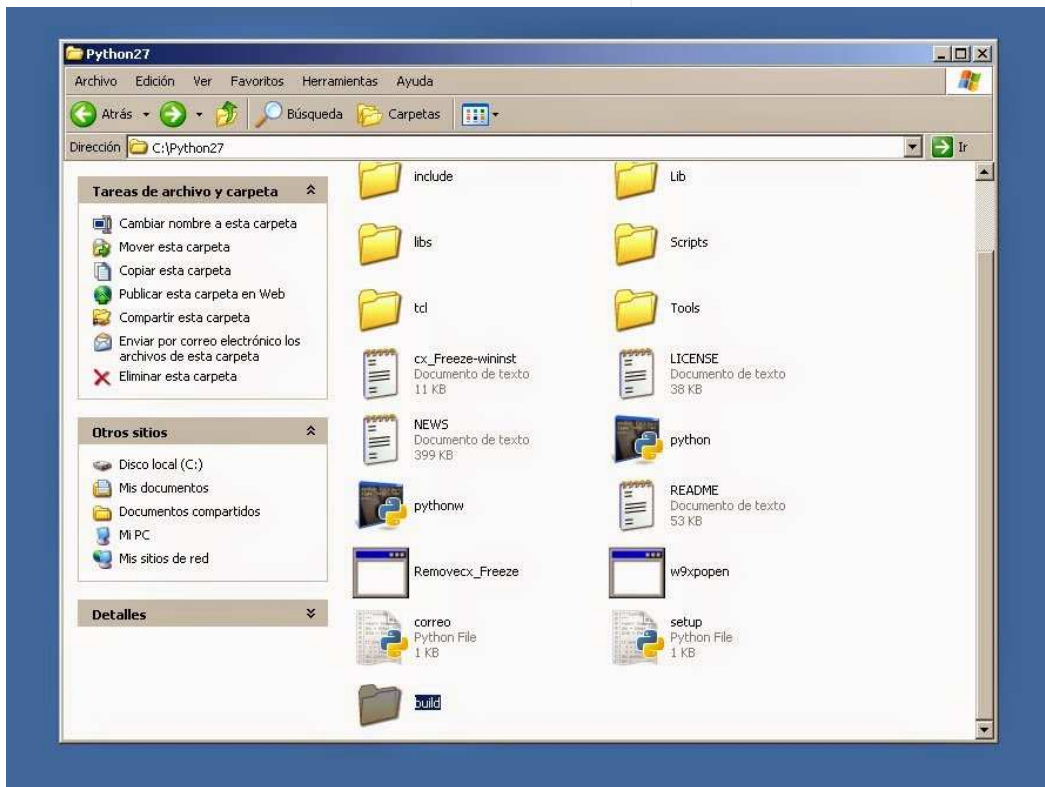 Python27
Archivo Edición Ver Favoritos Herramientas Ayuda
Atrás Búsqueda Carpetas
Dirección C:\Python27 Ir
Tareas de archivo y carpeta
Cambiar nombre a esta carpeta
Mover esta carpeta
Copiar esta carpeta
Publicar esta carpeta en Web
Compartir esta carpeta
Enviar por correo electrónico los
archivos de esta carpeta
Eliminar esta carpeta
Otros sitios
Disco local (C:)
Mis documentos
Documentos compartidos
Mi PC
Mis sitios de red
Detalles
include
Lib
libs
Scripts
tcl
Tools
cx_Freeze-wininst
Documento de texto
11 KB
LICENSE
Documento de texto
38 KB
NEWS
Documento de texto
399 KB
python
pythonw
README
Documento de texto
53 KB
Removecx_Freeze
w9xpopen
correo
Python File
1 KB
setup
Python File
1 KB
build